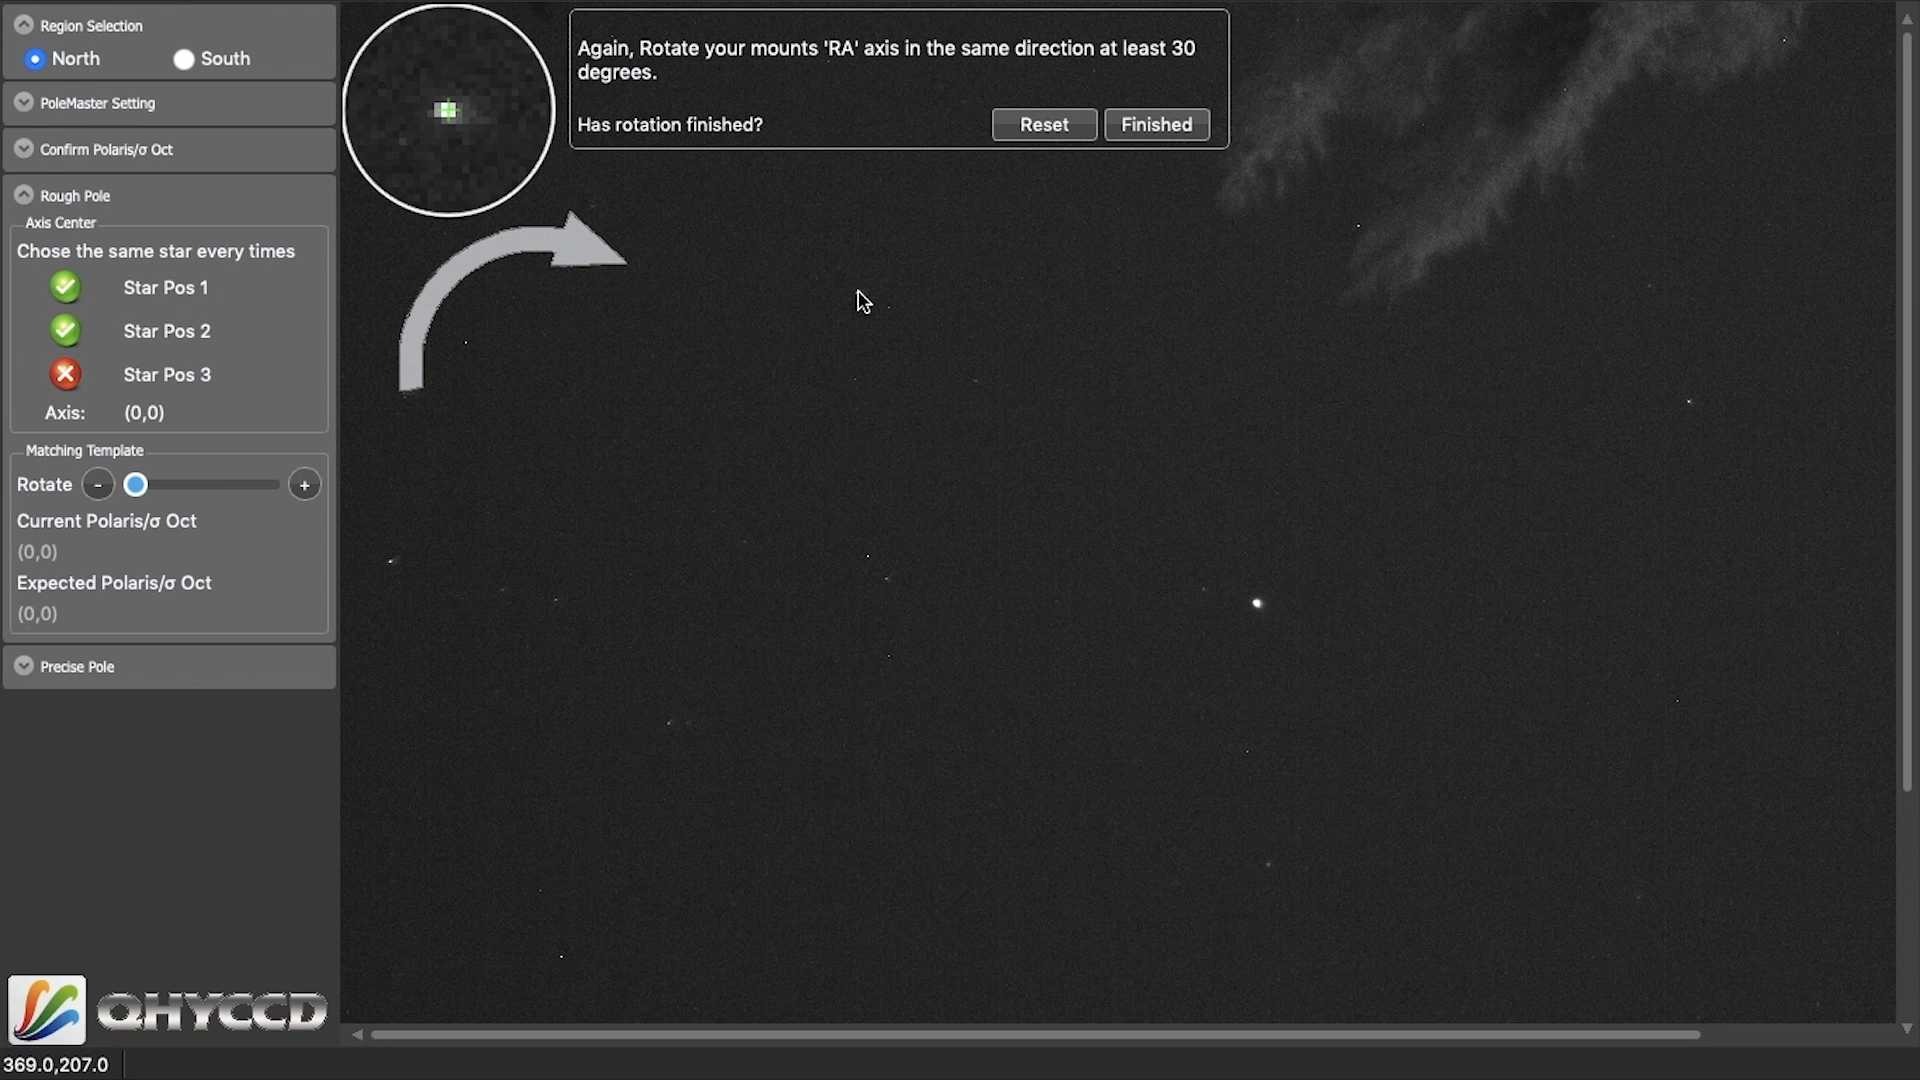 Region Selection
North
South
PoleMaster Setting
Confirm Polaris/σ Oct
Rough Pole
Axis Center
Chose the same star every times
Star Pos 1
Star Pos 2
Star Pos 3
Axis: (0,0)
Matching Template
Rotate - +
Current Polaris/σ Oct
(0,0)
Expected Polaris/σ Oct
(0,0)
Precise Pole
QHYCCD
369.0,207.0
Again, Rotate your mounts 'RA' axis in the same direction at least 30
degrees.
Has rotation finished?
Reset
Finished